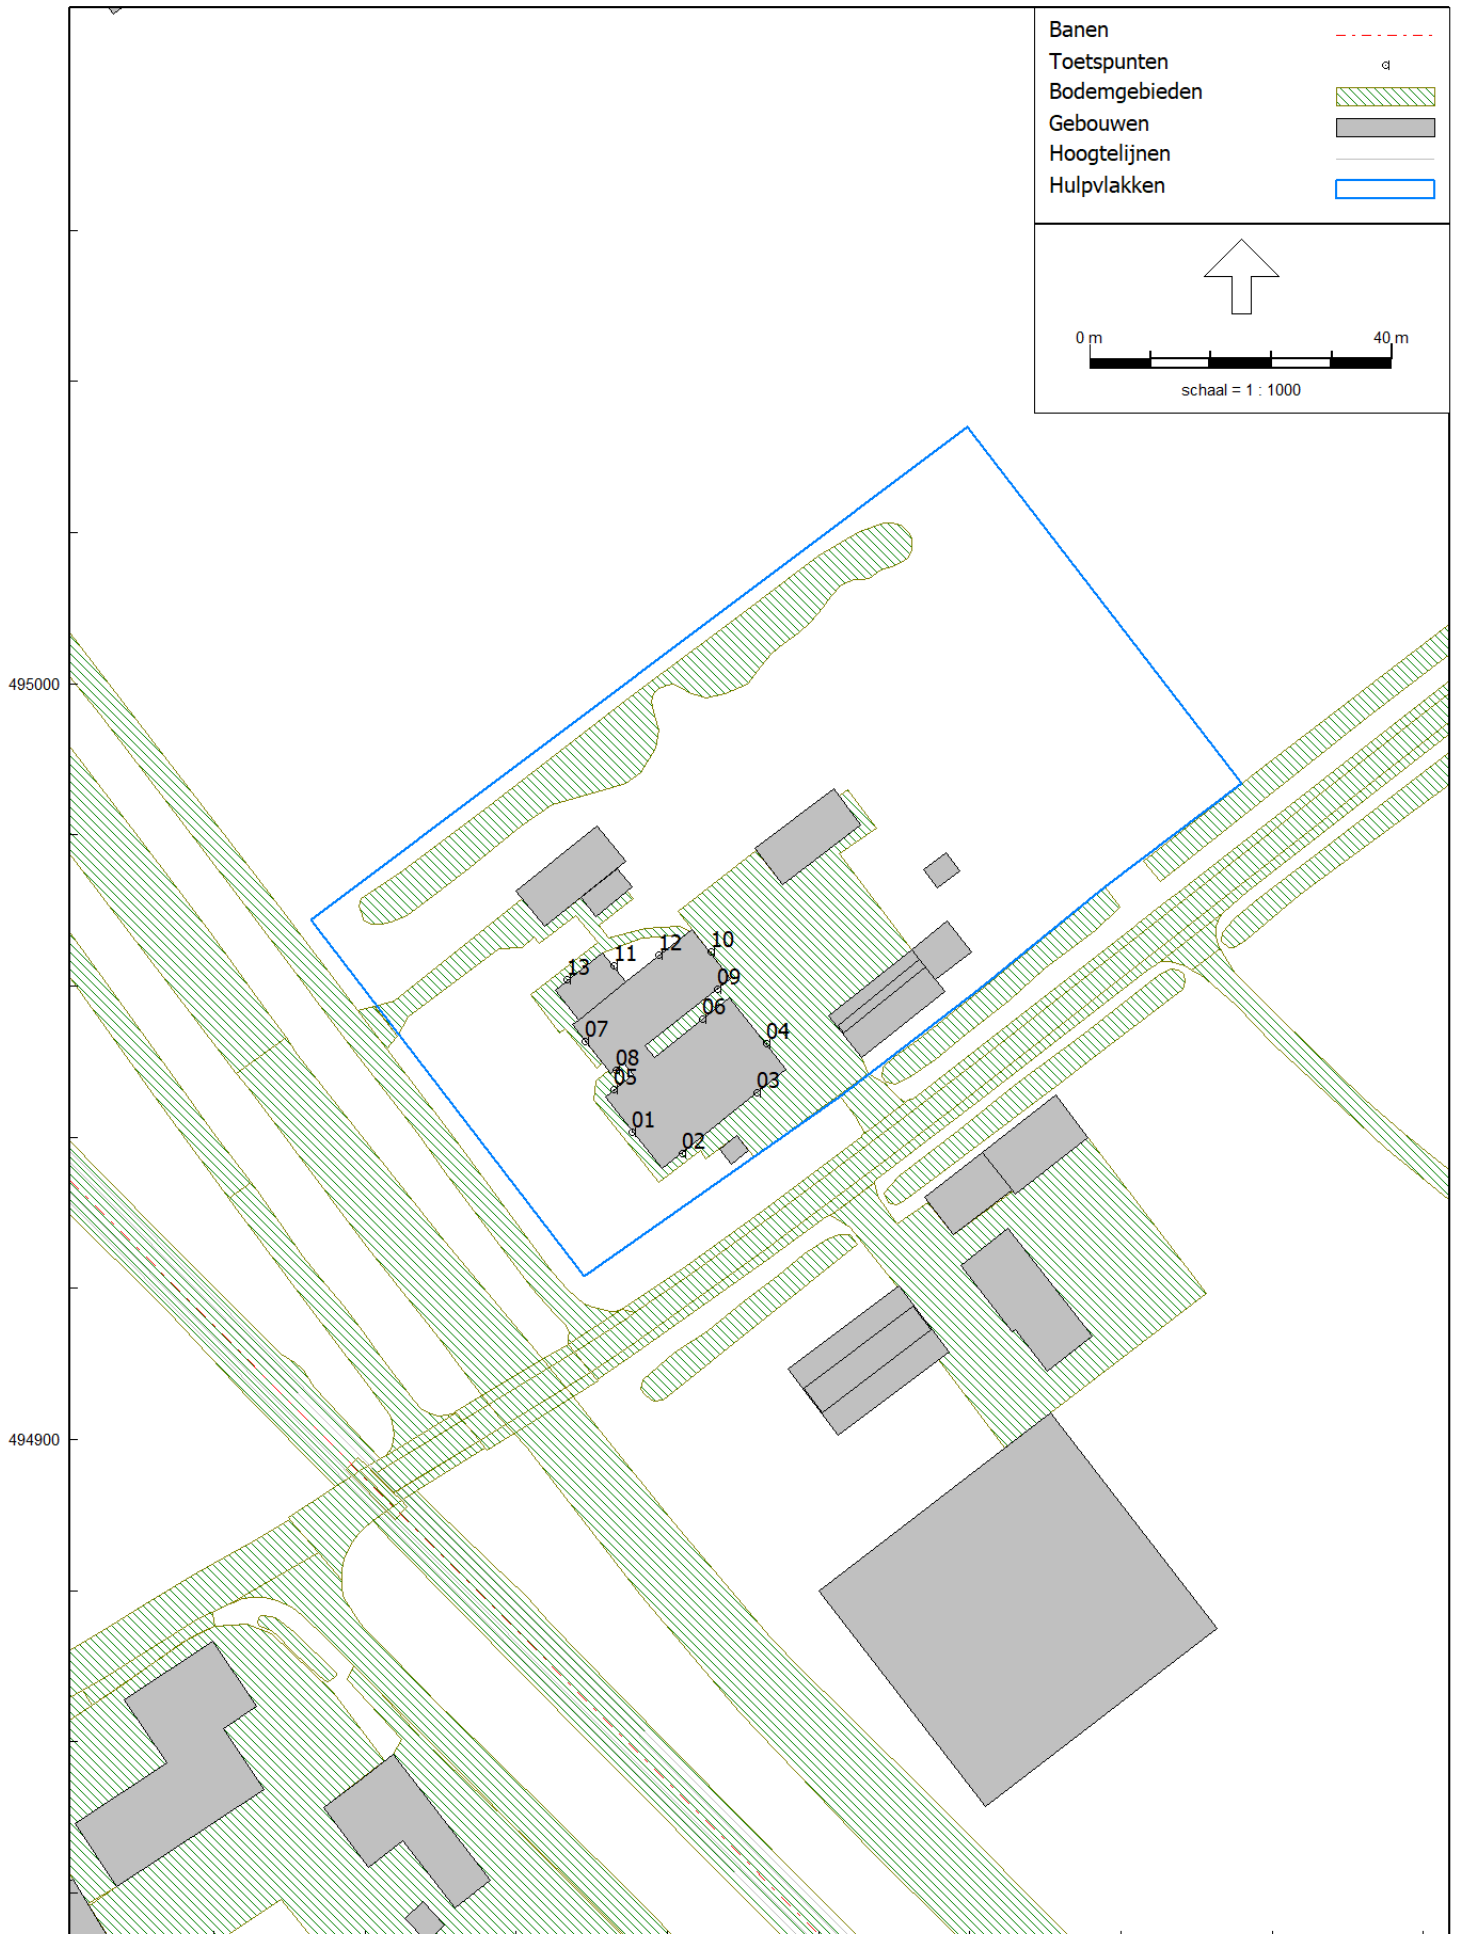 Banen
Toetspunten
Bodemgebieden
Gebouwen
Hoogtelijnen
Hulpvlakken
0 m 40 m
schaal = 1 : 1000
495000
494900
10
12
11
13
09
06
07
04
08
05
03
01
02